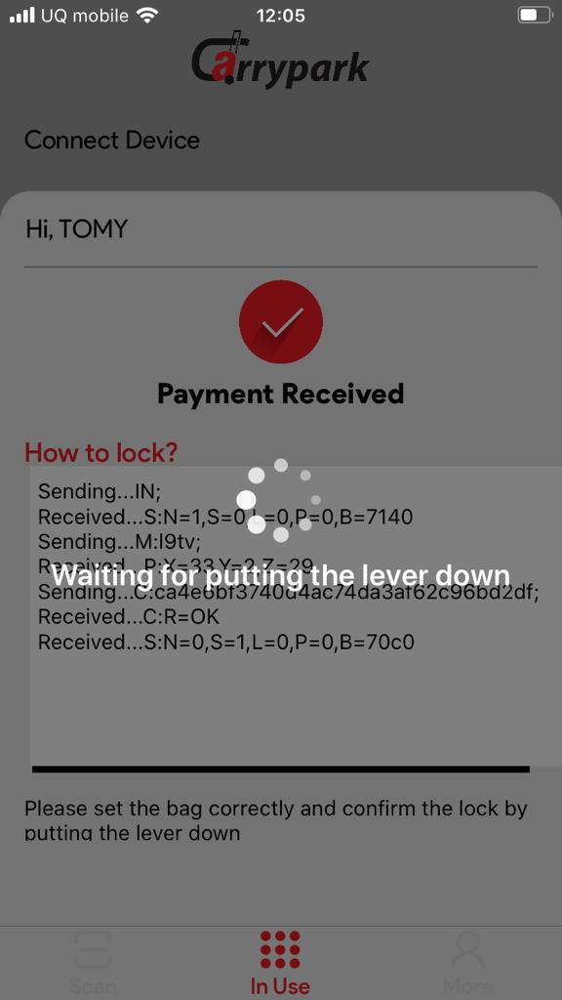 UQ mobile 12:05
Carrypark
Connect Device
Hi, TOMY
Payment Received
How to lock?
Sending...IN;
Received...S:N=1,S=0,L=0,P=0,B=7140
Sending...M:l9tv;
Received...P:X=33,Y=2,Z=29
Waiting for putting the lever down
Sending...C:ca4e6bf3740d4ac74da3af62c96bd2df;
Received...C:R=OK
Received...S:N=0,S=1,L=0,P=0,B=70c0
Please set the bag correctly and confirm the lock by
putting the lever down
Scan In Use More